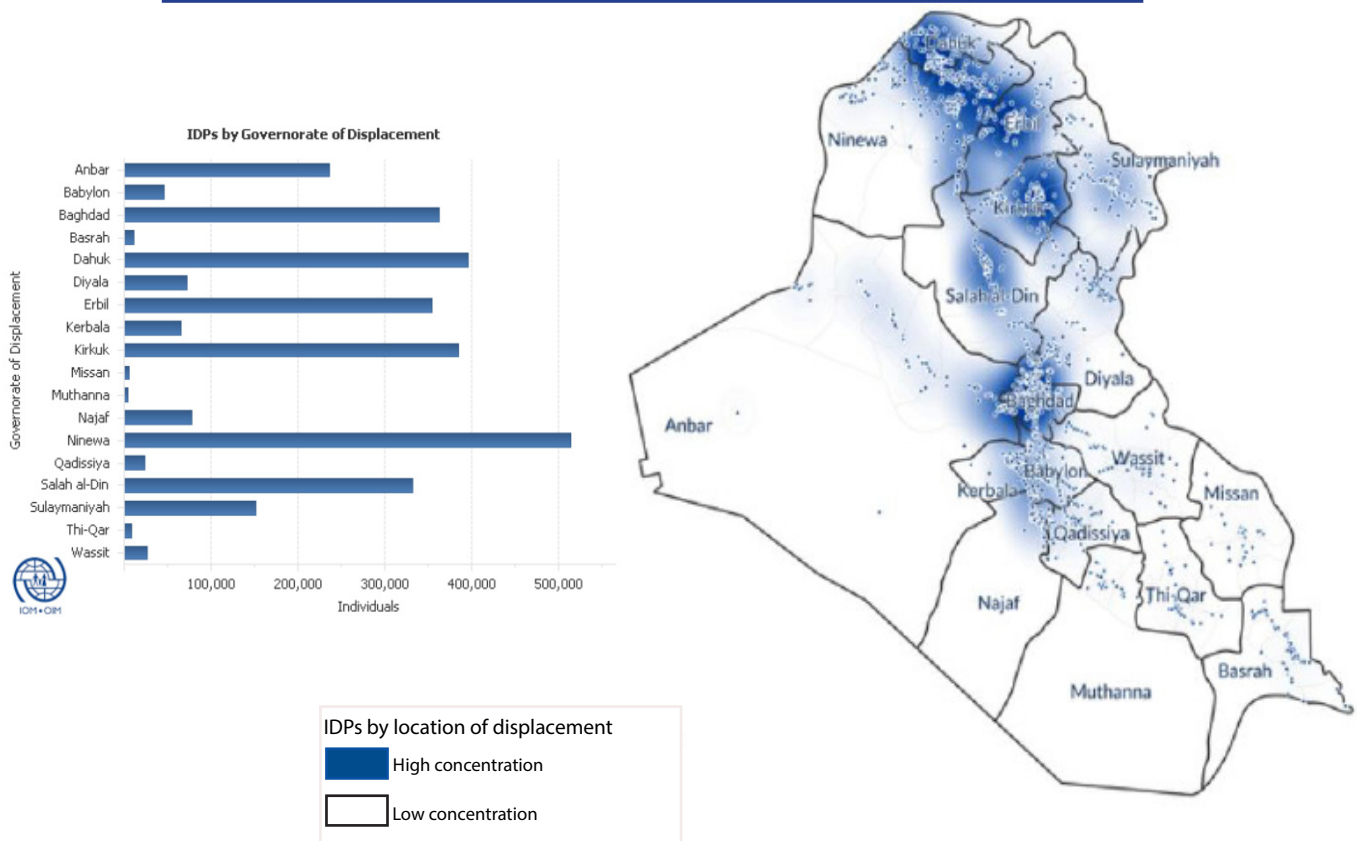 IDPs by Governorate of Displacement
Governorate of Displacement
Anbar
Babylon
Baghdad
Basrah
Dahuk
Diyala
Erbil
Kerbala
Kirkuk
Missan
Muthanna
Najaf
Ninewa
Qadissiya
Salah al-Din
Sulaymaniyah
Thi-Qar
Wassit
100,000 200,000 300,000 400,000 500,000
Individuals
IOM • OIM
Dahuk
Erbil
Ninewa
Sulaymaniyah
Kirkuk
Salah al-Din
Diyala
Baghdad
Anbar
Wassit
Babylon
Kerbala
Missan
Qadissiya
Thi-Qar
Najaf
Basrah
Muthanna
IDPs by location of displacement
High concentration
Low concentration